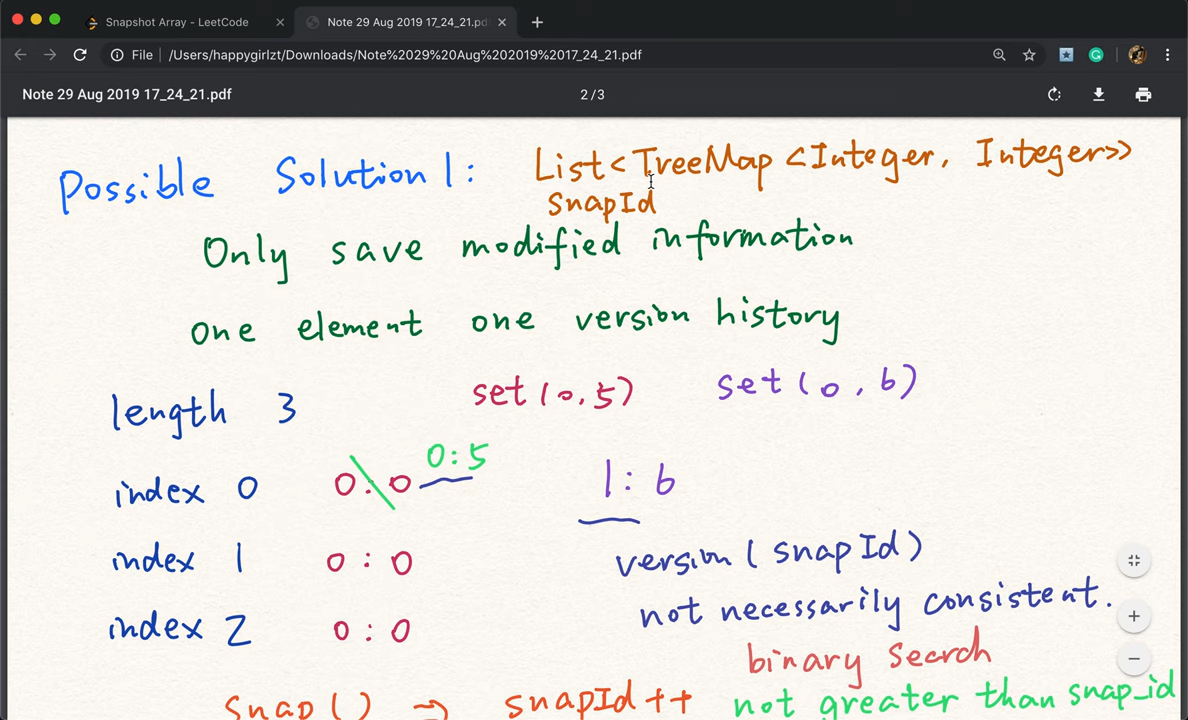 Snapshot Array - LeetCode
Note 29 Aug 2019 17_24_21.pd
File /Users/happygirlzt/Downloads/Note%2029%20Aug%202019%2017_24_21.pdf
Note 29 Aug 2019 17_24_21.pdf
2/3
Possible Solution 1: List<TreeMap<Integer, Integer>>
SnapId
Only save modified information
one element one version history
length 3 set(0,5) set(0,6)
index 0 0:0 0:5 1:6
index 1 0:0
version(snapId)
not necessarily consistent.
index 2 0:0
binary search
snap() → snapId++ not greater than snap_id